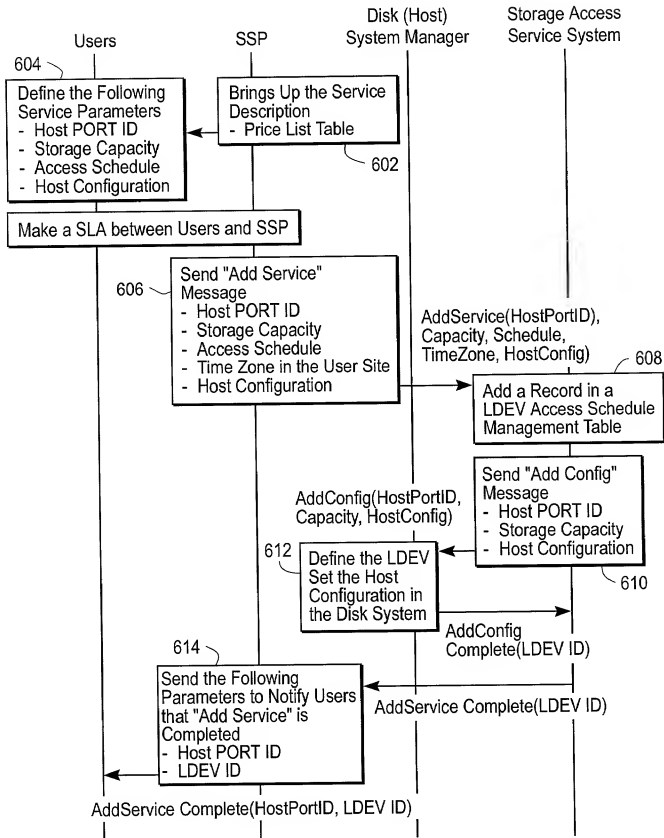 Users
SSP
Disk (Host)
System Manager
Storage Access
Service System
604
Define the Following
Service Parameters
- Host PORT ID
- Storage Capacity
- Access Schedule
- Host Configuration
Brings Up the Service
Description
- Price List Table
602
Make a SLA between Users and SSP
606
Send "Add Service"
Message
- Host PORT ID
- Storage Capacity
- Access Schedule
- Time Zone in the User Site
- Host Configuration
AddService(HostPortID),
Capacity, Schedule,
TimeZone, HostConfig)
608
Add a Record in a
LDEV Access Schedule
Management Table
Send "Add Config"
Message
- Host PORT ID
- Storage Capacity
- Host Configuration
610
AddConfig(HostPortID,
Capacity, HostConfig)
612
Define the LDEV
Set the Host
Configuration in
the Disk System
AddConfig
Complete(LDEV ID)
614
Send the Following
Parameters to Notify Users
that "Add Service" is
Completed
- Host PORT ID
- LDEV ID
AddService Complete(LDEV ID)
AddService Complete(HostPortID, LDEV ID)